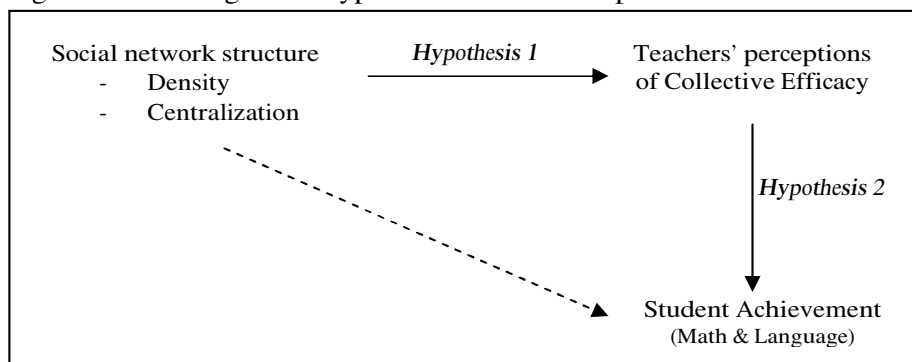 Social network structure
- Density
- Centralization
Hypothesis 1
Teachers' perceptions
of Collective Efficacy
Hypothesis 2
Student Achievement
(Math & Language)